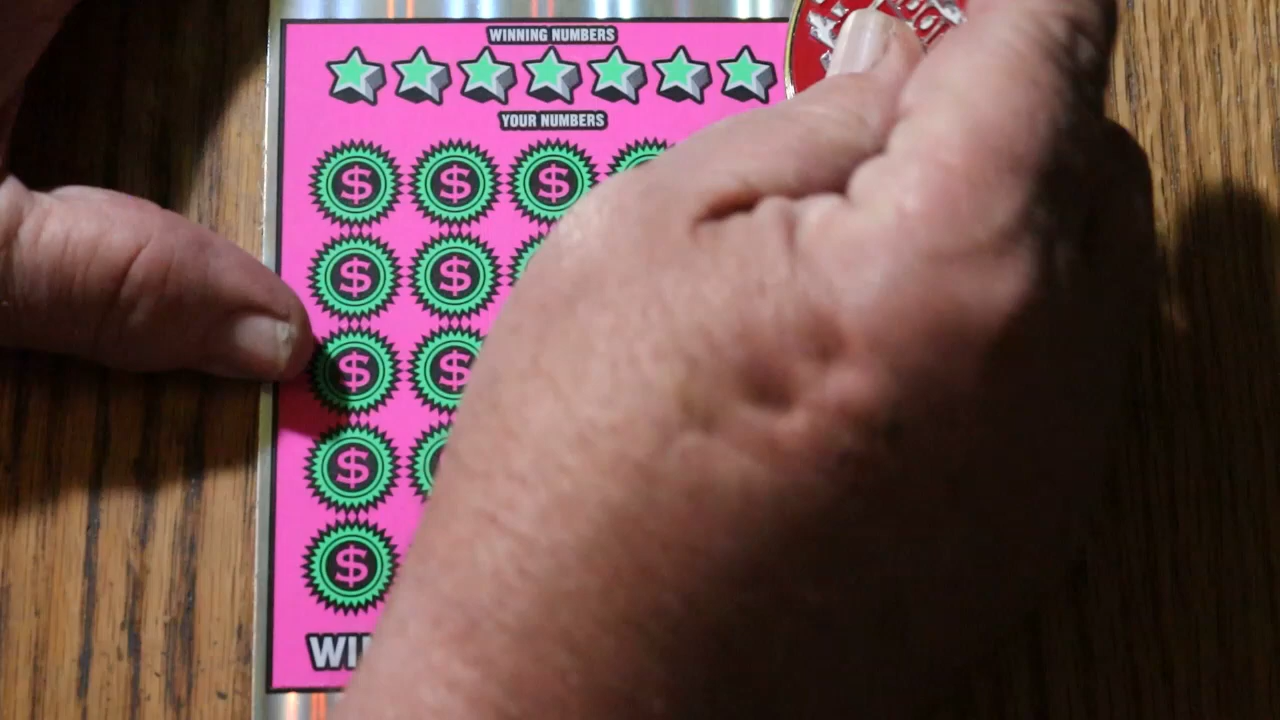 WINNING NUMBERS
YOUR NUMBERS
$ $ $
$ $
$ $
$
$